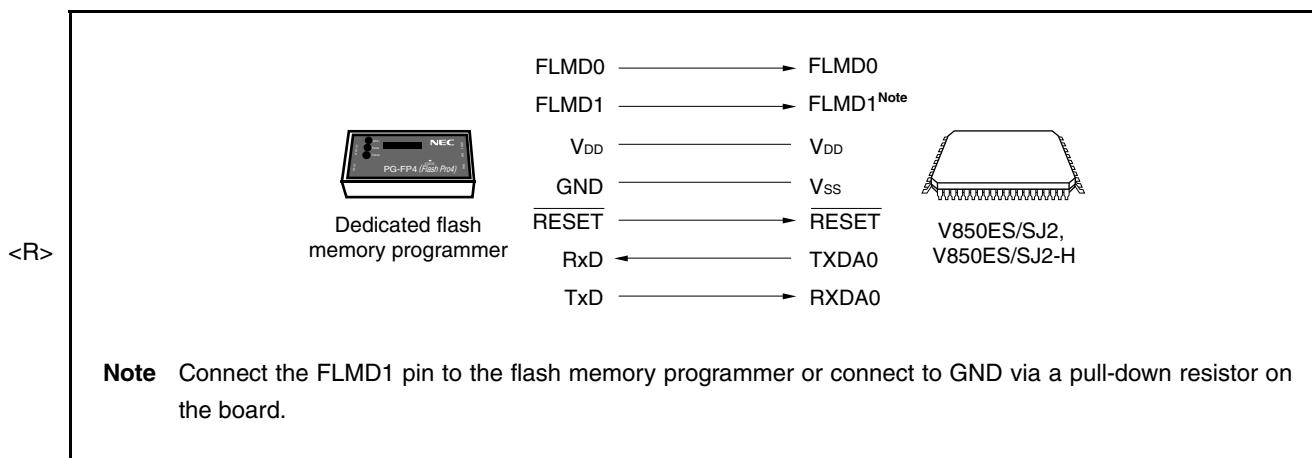 FLMD0 FLMD0
FLMD1 FLMD1Note
VDD VDD
GND VSS
RESET RESET
RxD TXDA0
TxD RXDA0
NEC
PG-FP4 (Flash Pro4)
Dedicated flash
memory programmer
V850ES/SJ2,
V850ES/SJ2-H
<R>
Note Connect the FLMD1 pin to the flash memory programmer or connect to GND via a pull-down resistor on
the board.